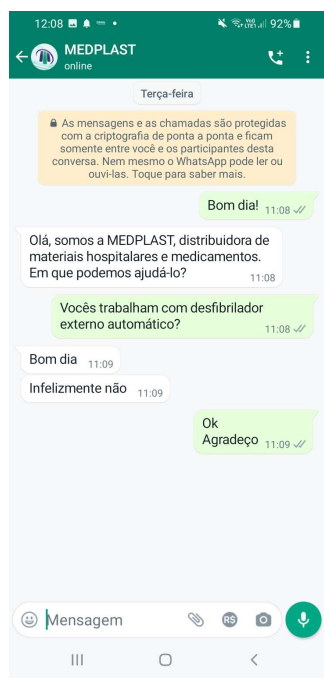 12:08 92%
MEDPLAST
online
Terça-feira
As mensagens e as chamadas são protegidas
com a criptografia de ponta a ponta e ficam
somente entre você e os participantes desta
conversa. Nem mesmo o WhatsApp pode ler ou
ouvi-las. Toque para saber mais.
Bom dia! 11:08
Olá, somos a MEDPLAST, distribuidora de
materiais hospitalares e medicamentos.
Em que podemos ajudá-lo? 11:08
Vocês trabalham com desfibrilador
externo automático? 11:08
Bom dia 11:09
Infelizmente não 11:09
Ok
Agradeço 11:09
Mensagem R$